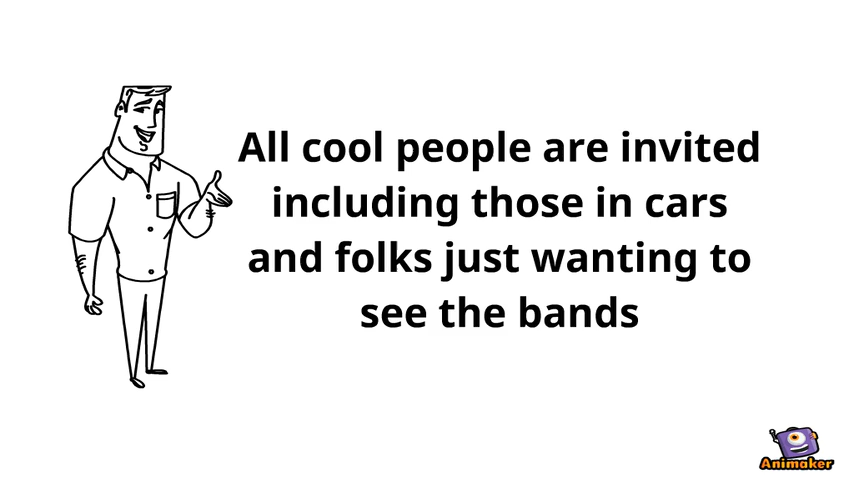 All cool people are invited
including those in cars
and folks just wanting to
see the bands
Animaker